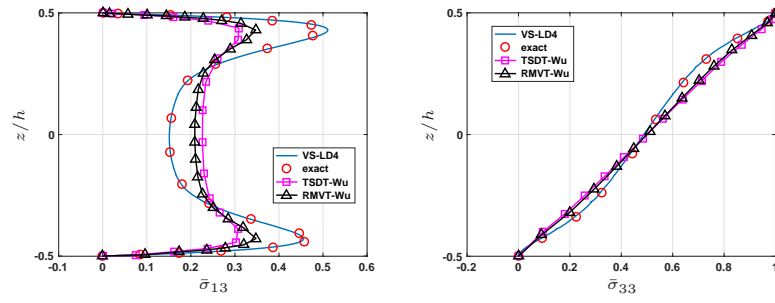 0.5
z/h
0
-0.5
-0.1 0 0.1 0.2 0.3 0.4 0.5 0.6
σ̄₁₃
VS-LD4
exact
TSDT-Wu
RMVT-Wu
0.5
z/h
0
-0.5
0 0.2 0.4 0.6 0.8 1
σ̄₃₃
VS-LD4
exact
TSDT-Wu
RMVT-Wu